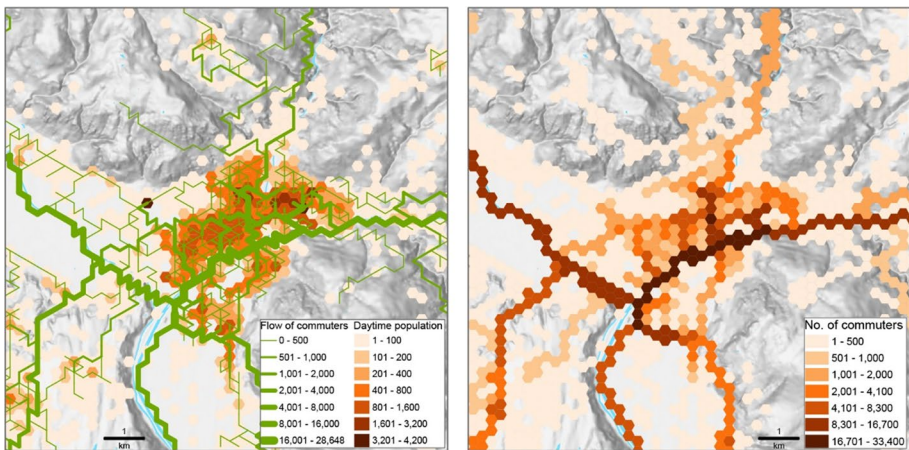 Flow of commuters Daytime population
0 - 500 1 - 100
501 - 1,000 101 - 200
1,001 - 2,000 201 - 400
2,001 - 4,000 401 - 800
4,001 - 8,000 801 - 1,600
8,001 - 16,000 1,601 - 3,200
16,001 - 28,648 3,201 - 4,200
1
km
No. of commuters
1 - 500
501 - 1,000
1,001 - 2,000
2,001 - 4,100
4,101 - 8,300
8,301 - 16,700
16,701 - 33,400
1
km